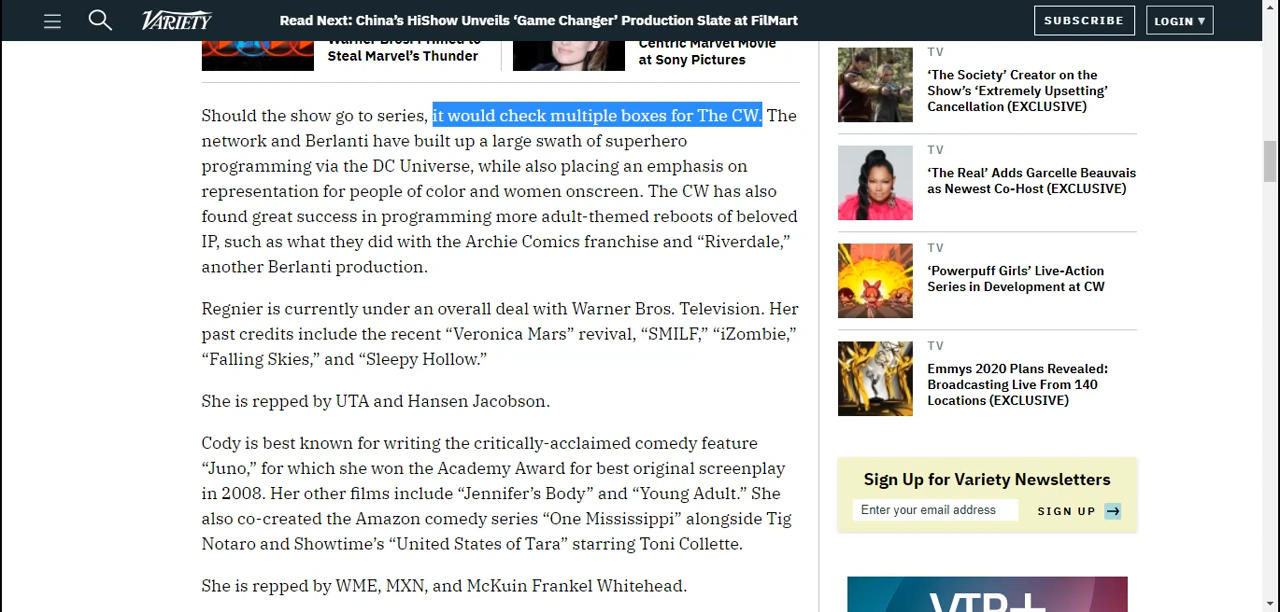 VARIETY
Read Next: China’s HiShow Unveils ‘Game Changer’ Production Slate at FilMart
SUBSCRIBE
LOGIN ▾
Steal Marvel’s Thunder
Centric Marvel Movie
at Sony Pictures
Should the show go to series, it would check multiple boxes for The CW. The
network and Berlanti have built up a large swath of superhero
programming via the DC Universe, while also placing an emphasis on
representation for people of color and women onscreen. The CW has also
found great success in programming more adult-themed reboots of beloved
IP, such as what they did with the Archie Comics franchise and “Riverdale,”
another Berlanti production.
Regnier is currently under an overall deal with Warner Bros. Television. Her
past credits include the recent “Veronica Mars” revival, “SMILF,” “iZombie,”
“Falling Skies,” and “Sleepy Hollow.”
She is repped by UTA and Hansen Jacobson.
Cody is best known for writing the critically-acclaimed comedy feature
“Juno,” for which she won the Academy Award for best original screenplay
in 2008. Her other films include “Jennifer’s Body” and “Young Adult.” She
also co-created the Amazon comedy series “One Mississippi” alongside Tig
Notaro and Showtime’s “United States of Tara” starring Toni Collette.
She is repped by WME, MXN, and McKuin Frankel Whitehead.
TV
‘The Society’ Creator on the
Show’s ‘Extremely Upsetting’
Cancellation (EXCLUSIVE)
TV
‘The Real’ Adds Garcelle Beauvais
as Newest Co-Host (EXCLUSIVE)
TV
‘Powerpuff Girls’ Live-Action
Series in Development at CW
TV
Emmys 2020 Plans Revealed:
Broadcasting Live From 140
Locations (EXCLUSIVE)
Sign Up for Variety Newsletters
Enter your email address
SIGN UP →